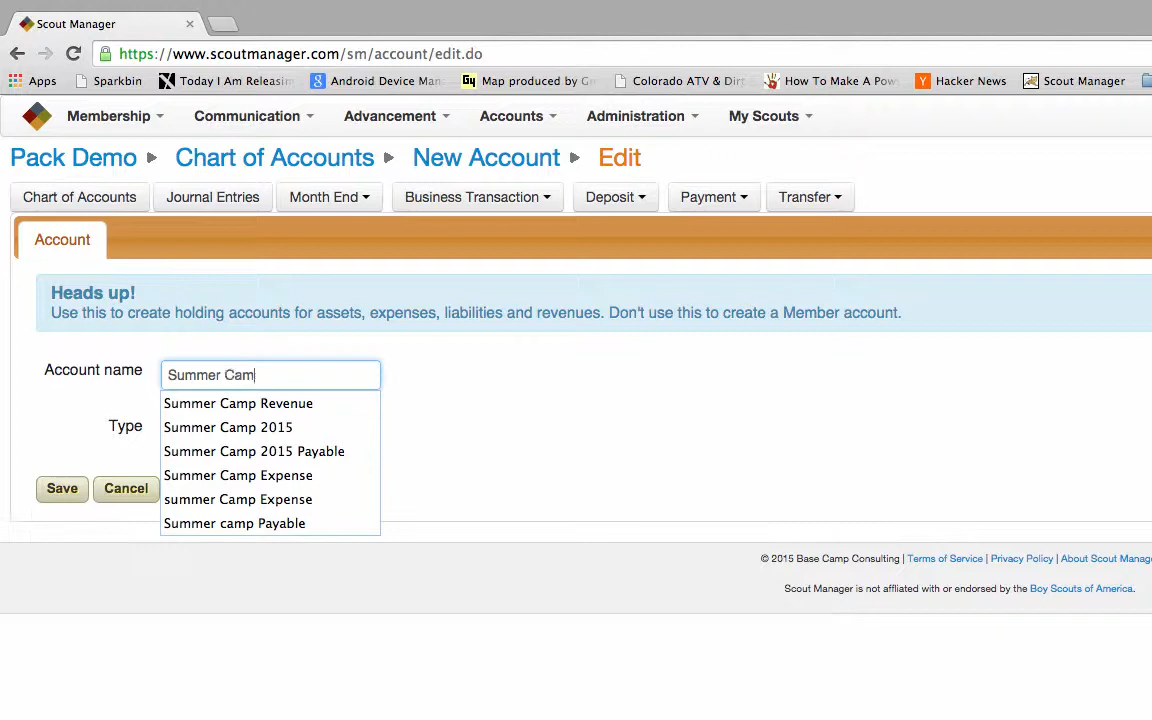 Scout Manager
https://www.scoutmanager.com/sm/account/edit.do
Apps Sparkbin Today I Am Releasin Android Device Man Map produced by G Colorado ATV & Dirt How To Make A Pow Hacker News Scout Manager
Membership Communication Advancement Accounts Administration My Scouts
Pack Demo Chart of Accounts New Account Edit
Chart of Accounts Journal Entries Month End Business Transaction Deposit Payment Transfer
Account
Heads up!
Use this to create holding accounts for assets, expenses, liabilities and revenues. Don't use this to create a Member account.
Account name Summer Cam
Summer Camp Revenue
Type Summer Camp 2015
Summer Camp 2015 Payable
Summer Camp Expense
Save Cancel summer Camp Expense
Summer camp Payable
© 2015 Base Camp Consulting | Terms of Service | Privacy Policy | About Scout Manag
Scout Manager is not affliated with or endorsed by the Boy Scouts of America.